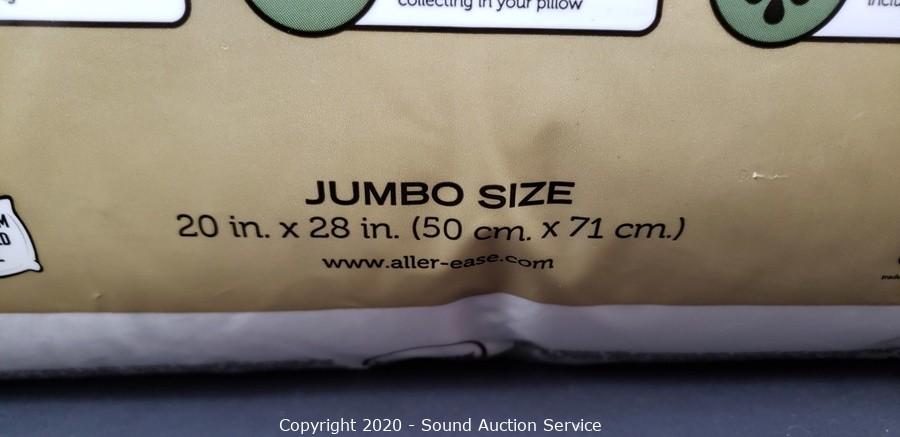 collecting in your pillow
JUMBO SIZE
20 in. x 28 in. (50 cm. x 71 cm.)
www.aller-ease.com
Copyright 2020 - Sound Auction Service